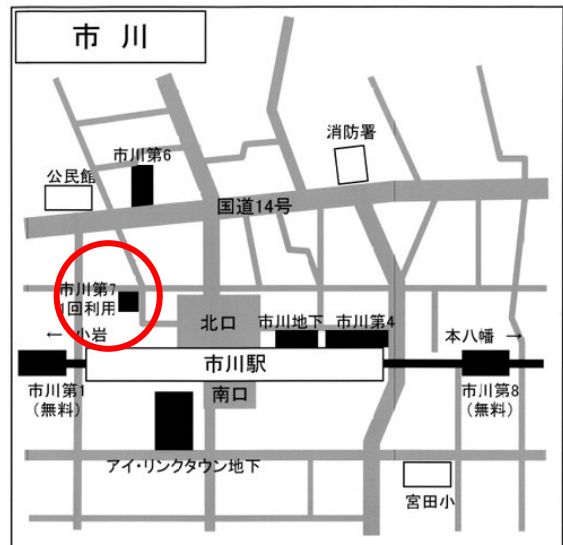 市川
消防署
市川第6
公民館
国道14号
市川第7
1回利用
北口
市川地下
市川第4
← 小岩
本八幡 →
市川駅
市川第1
(無料)
南口
市川第8
(無料)
アイ・リンクタウン地下
宮田小